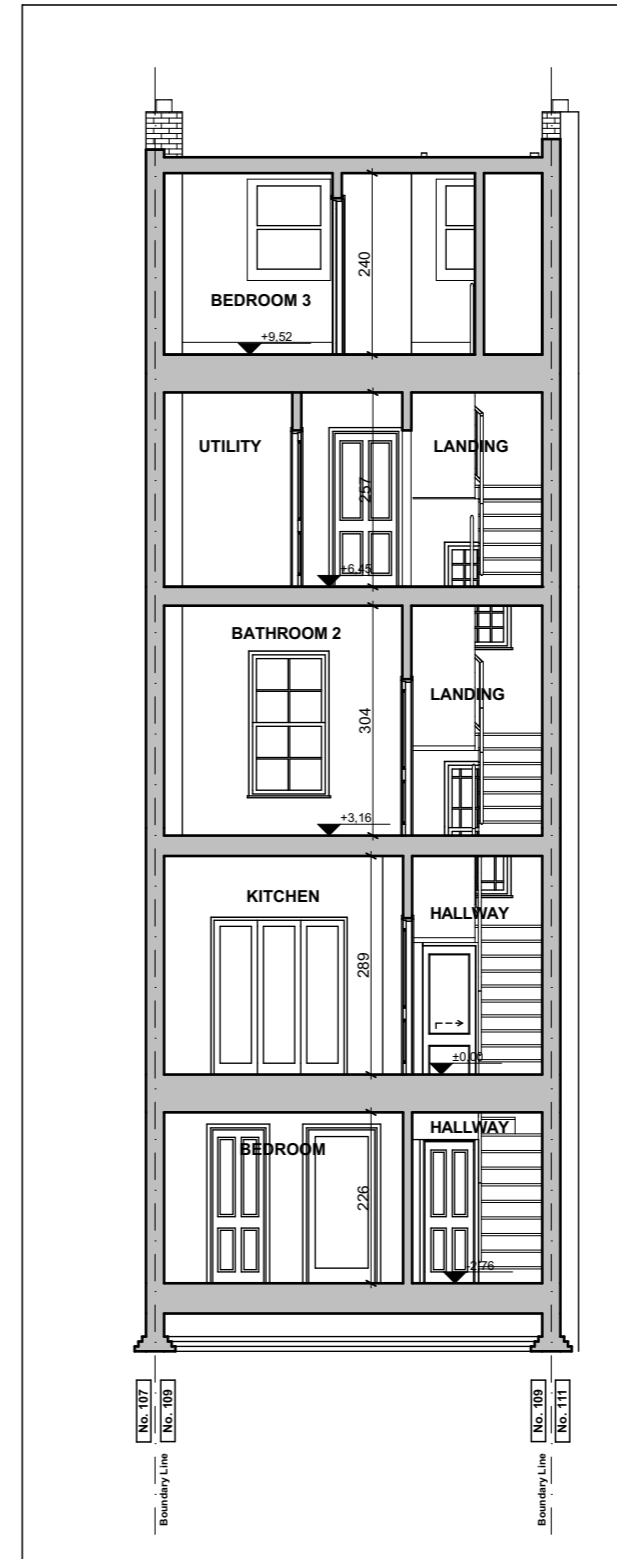 240
BEDROOM 3
+9,52
UTILITY
LANDING
257
+6,45
BATHROOM 2
LANDING
304
+3,16
KITCHEN
HALLWAY
289
±0,00
HALLWAY
BEDROOM
226
-2,76
No. 107
No. 109
No. 109
No. 111
Boundary Line
Boundary Line